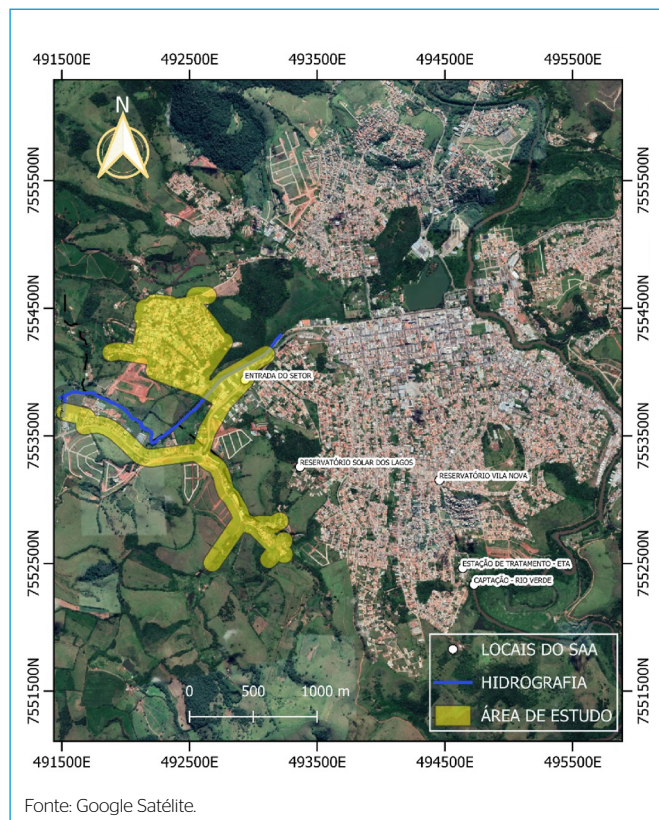 491500E 492500E 493500E 494500E 495500E
N
7555500N 7555500N
7554500N 7554500N
ENTRADA DO SETOR
7553500N 7553500N
RESERVATÓRIO SOLAR DOS LAGOS
RESERVATÓRIO VILA NOVA
7552500N 7552500N
ESTAÇÃO DE TRATAMENTO - ETA
CAPTAÇÃO - RIO VERDE
LOCAIS DO SAA
HIDROGRAFIA
ÁREA DE ESTUDO
0 500 1000 m
7551500N 7551500N
491500E 492500E 493500E 494500E 495500E
Fonte: Google Satélite.